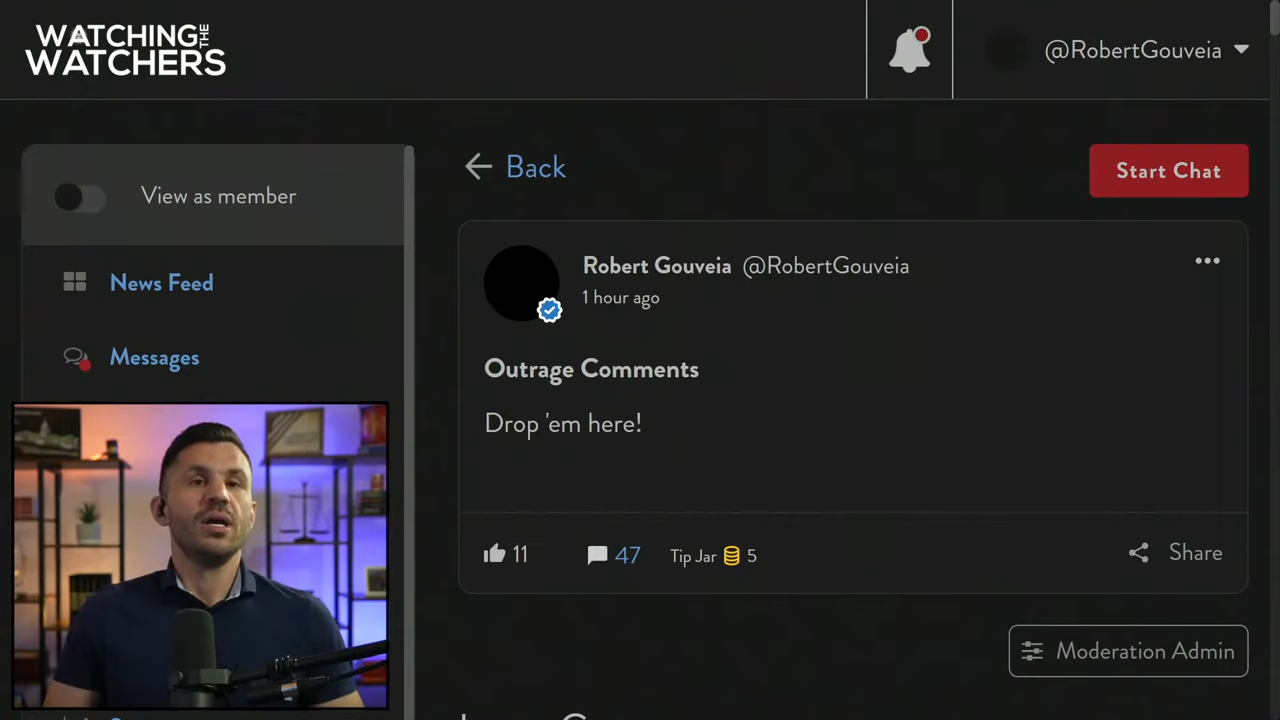 WATCHING THE
WATCHERS
@RobertGouveia
View as member
News Feed
Messages
Back
Start Chat
Robert Gouveia @RobertGouveia
1 hour ago
Outrage Comments
Drop 'em here!
11
47
Tip Jar 5
Share
Moderation Admin